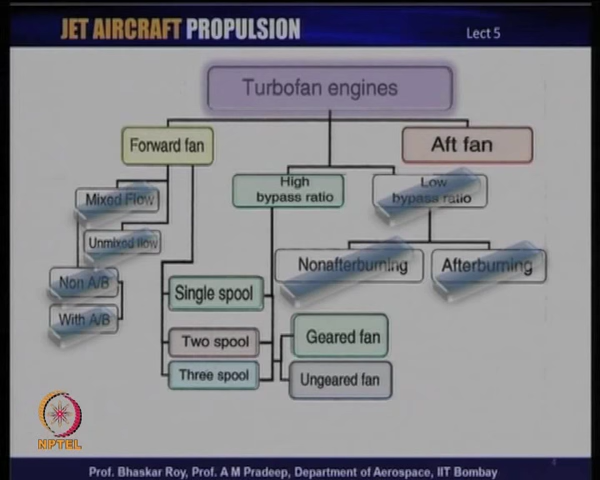 JET AIRCRAFT PROPULSION
Lect 5
Turbofan engines
Forward fan
Aft fan
High
bypass ratio
Low
bypass ratio
Mixed Flow
Unmixed flow
Nonafterburning
Afterburning
Non A/B
With A/B
Single spool
Two spool
Three spool
Geared fan
Ungeared fan
NPTEL
Prof. Bhaskar Roy, Prof. A M Pradeep, Department of Aerospace, IIT Bombay